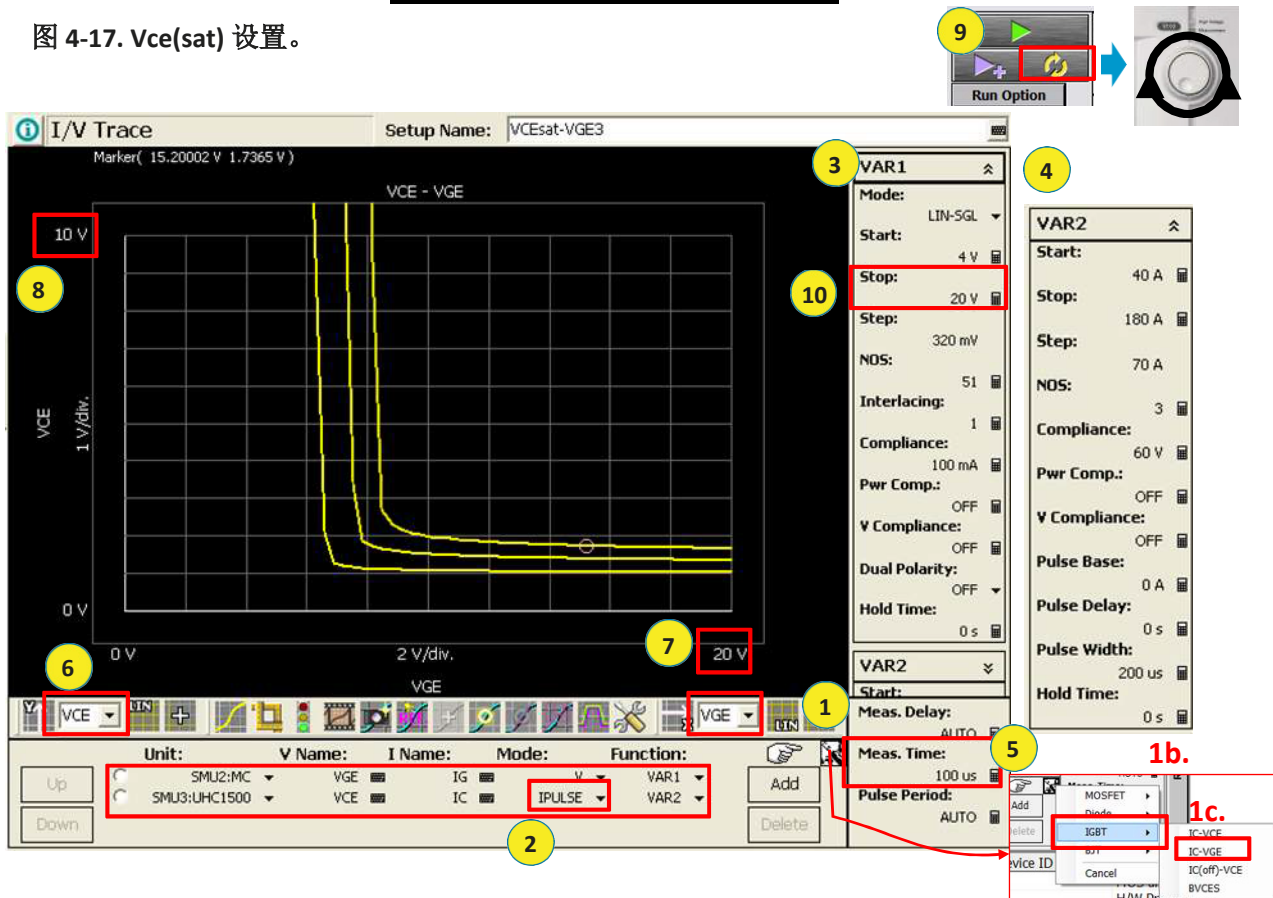 图 4-17. Vce(sat) 设置。
9
Run Option
I/V Trace
Setup Name: VCEsat-VGE3
Marker( 15.20002 V 1.7365 V )
VCE - VGE
10 V
8
VCE
1 V/div.
0 V
0 V
2 V/div.
7
20 V
VGE
6
VCE
VGE
1
3
VAR1
Mode:
LIN-SGL
Start:
4 V
Stop:
20 V
10
Step:
320 mV
NOS:
51
Interlacing:
1
Compliance:
100 mA
Pwr Comp.:
OFF
V Compliance:
OFF
Dual Polarity:
OFF
Hold Time:
0 s
VAR2
Start:
Meas. Delay:
AUTO
Meas. Time:
100 us
5
Pulse Period:
AUTO
4
VAR2
Start:
40 A
Stop:
180 A
Step:
70 A
NOS:
3
Compliance:
60 V
Pwr Comp.:
OFF
V Compliance:
OFF
Pulse Base:
0 A
Pulse Delay:
0 s
Pulse Width:
200 us
Hold Time:
0 s
Unit: V Name: I Name: Mode: Function:
Up
SMU2:MC VGE IG V VAR1
SMU3:UHC1500 VCE IC IPULSE VAR2
Down
Add
Delete
2
1b.
Add
MOSFET
Diode
1c.
IGBT
IC-VCE
BJT
IC-VGE
Cancel
IC(off)-VCE
BVCES